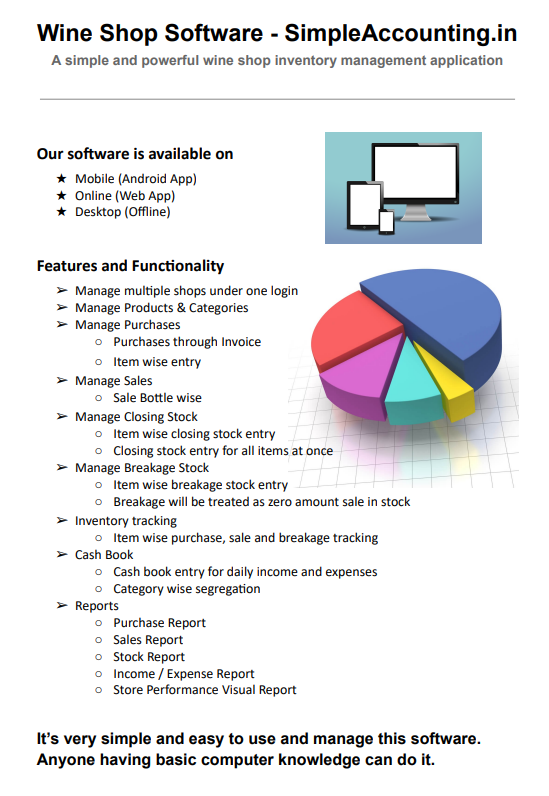 Wine Shop Software - SimpleAccounting.in
A simple and powerful wine shop inventory management application
Our software is available on
★ Mobile (Android App)
★ Online (Web App)
★ Desktop (Offline)
Features and Functionality
➢ Manage multiple shops under one login
➢ Manage Products & Categories
➢ Manage Purchases
○ Purchases through Invoice
○ Item wise entry
➢ Manage Sales
○ Sale Bottle wise
➢ Manage Closing Stock
○ Item wise closing stock entry
○ Closing stock entry for all items at once
➢ Manage Breakage Stock
○ Item wise breakage stock entry
○ Breakage will be treated as zero amount sale in stock
➢ Inventory tracking
○ Item wise purchase, sale and breakage tracking
➢ Cash Book
○ Cash book entry for daily income and expenses
○ Category wise segregation
➢ Reports
○ Purchase Report
○ Sales Report
○ Stock Report
○ Income / Expense Report
○ Store Performance Visual Report
It’s very simple and easy to use and manage this software.
Anyone having basic computer knowledge can do it.